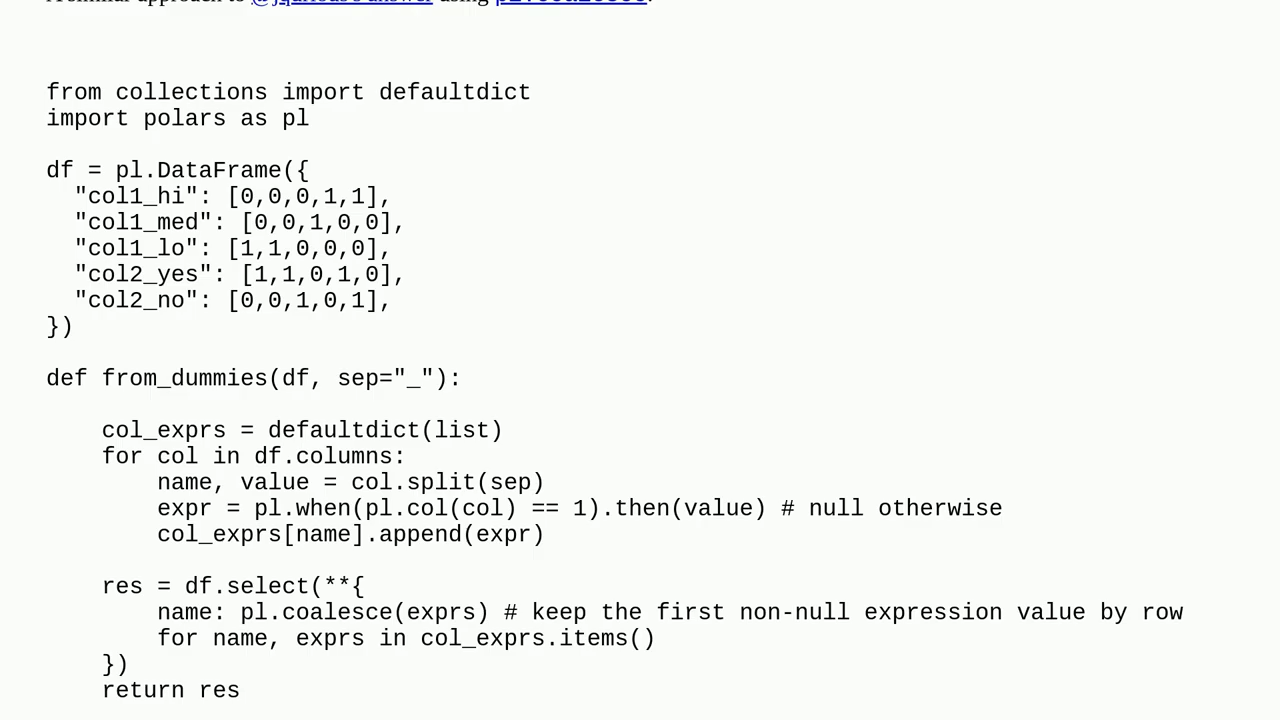 using
from collections import defaultdict
import polars as pl
df = pl.DataFrame({
"col1_hi": [0,0,0,1,1],
"col1_med": [0,0,1,0,0],
"col1_lo": [1,1,0,0,0],
"col2_yes": [1,1,0,1,0],
"col2_no": [0,0,1,0,1],
})
def from_dummies(df, sep="_"):
col_exprs = defaultdict(list)
for col in df.columns:
name, value = col.split(sep)
expr = pl.when(pl.col(col) == 1).then(value) # null otherwise
col_exprs[name].append(expr)
res = df.select(**{
name: pl.coalesce(exprs) # keep the first non-null expression value by row
for name, exprs in col_exprs.items()
})
return res